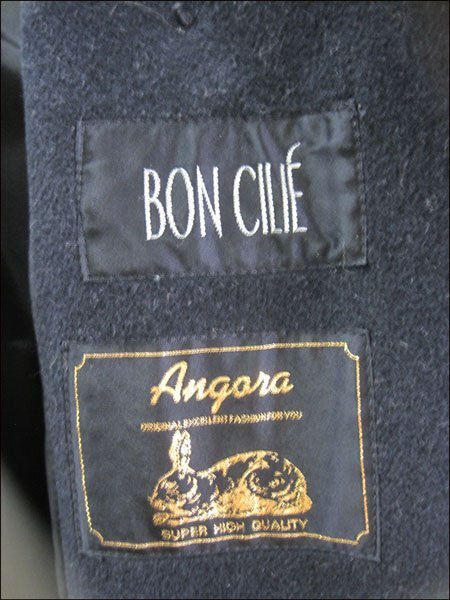 BON CILIÉ
Angora
ORIGINAL EXCELLENT FASHION FOR YOU
SUPER HIGH QUALITY